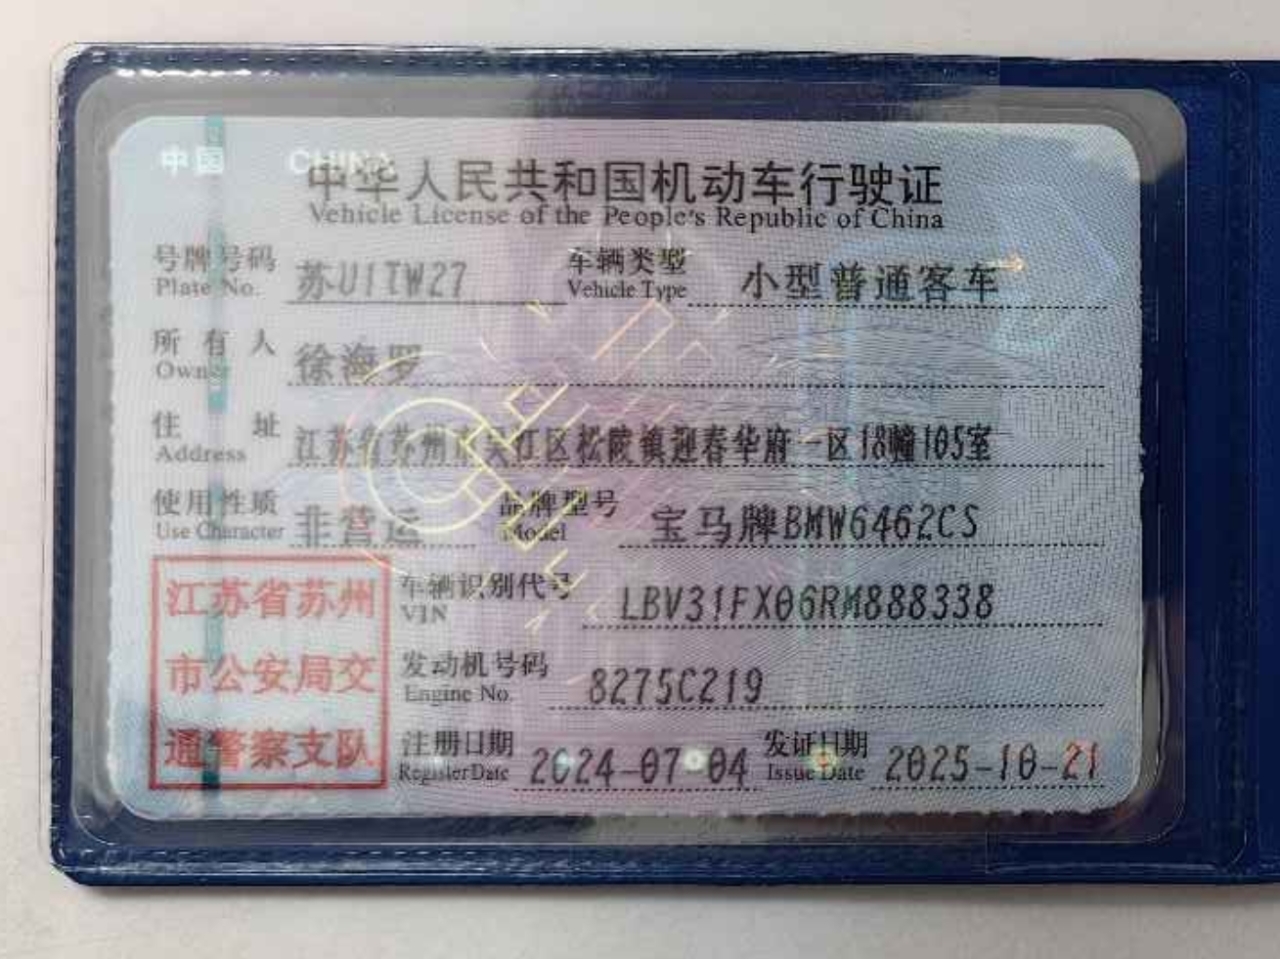 中国 CHINA
中华人民共和国机动车行驶证
Vehicle License of the People's Republic of China
号牌号码 苏U1TW27 车辆类型 小型普通客车
Plate No. Vehicle Type
所有人 徐海罗
Owner
住址 江苏省苏州市吴江区松陵镇迎春华府一区18幢105室
Address
使用性质 非营运 品牌型号 宝马牌BMW6462CS
Use Character Model
江苏省苏州
市公安局交
通警察支队
车辆识别代号 LBV31FX06RM888338
VIN
发动机号码 8275C219
Engine No.
注册日期 2024-07-04 发证日期 2025-10-21
Register Date Issue Date